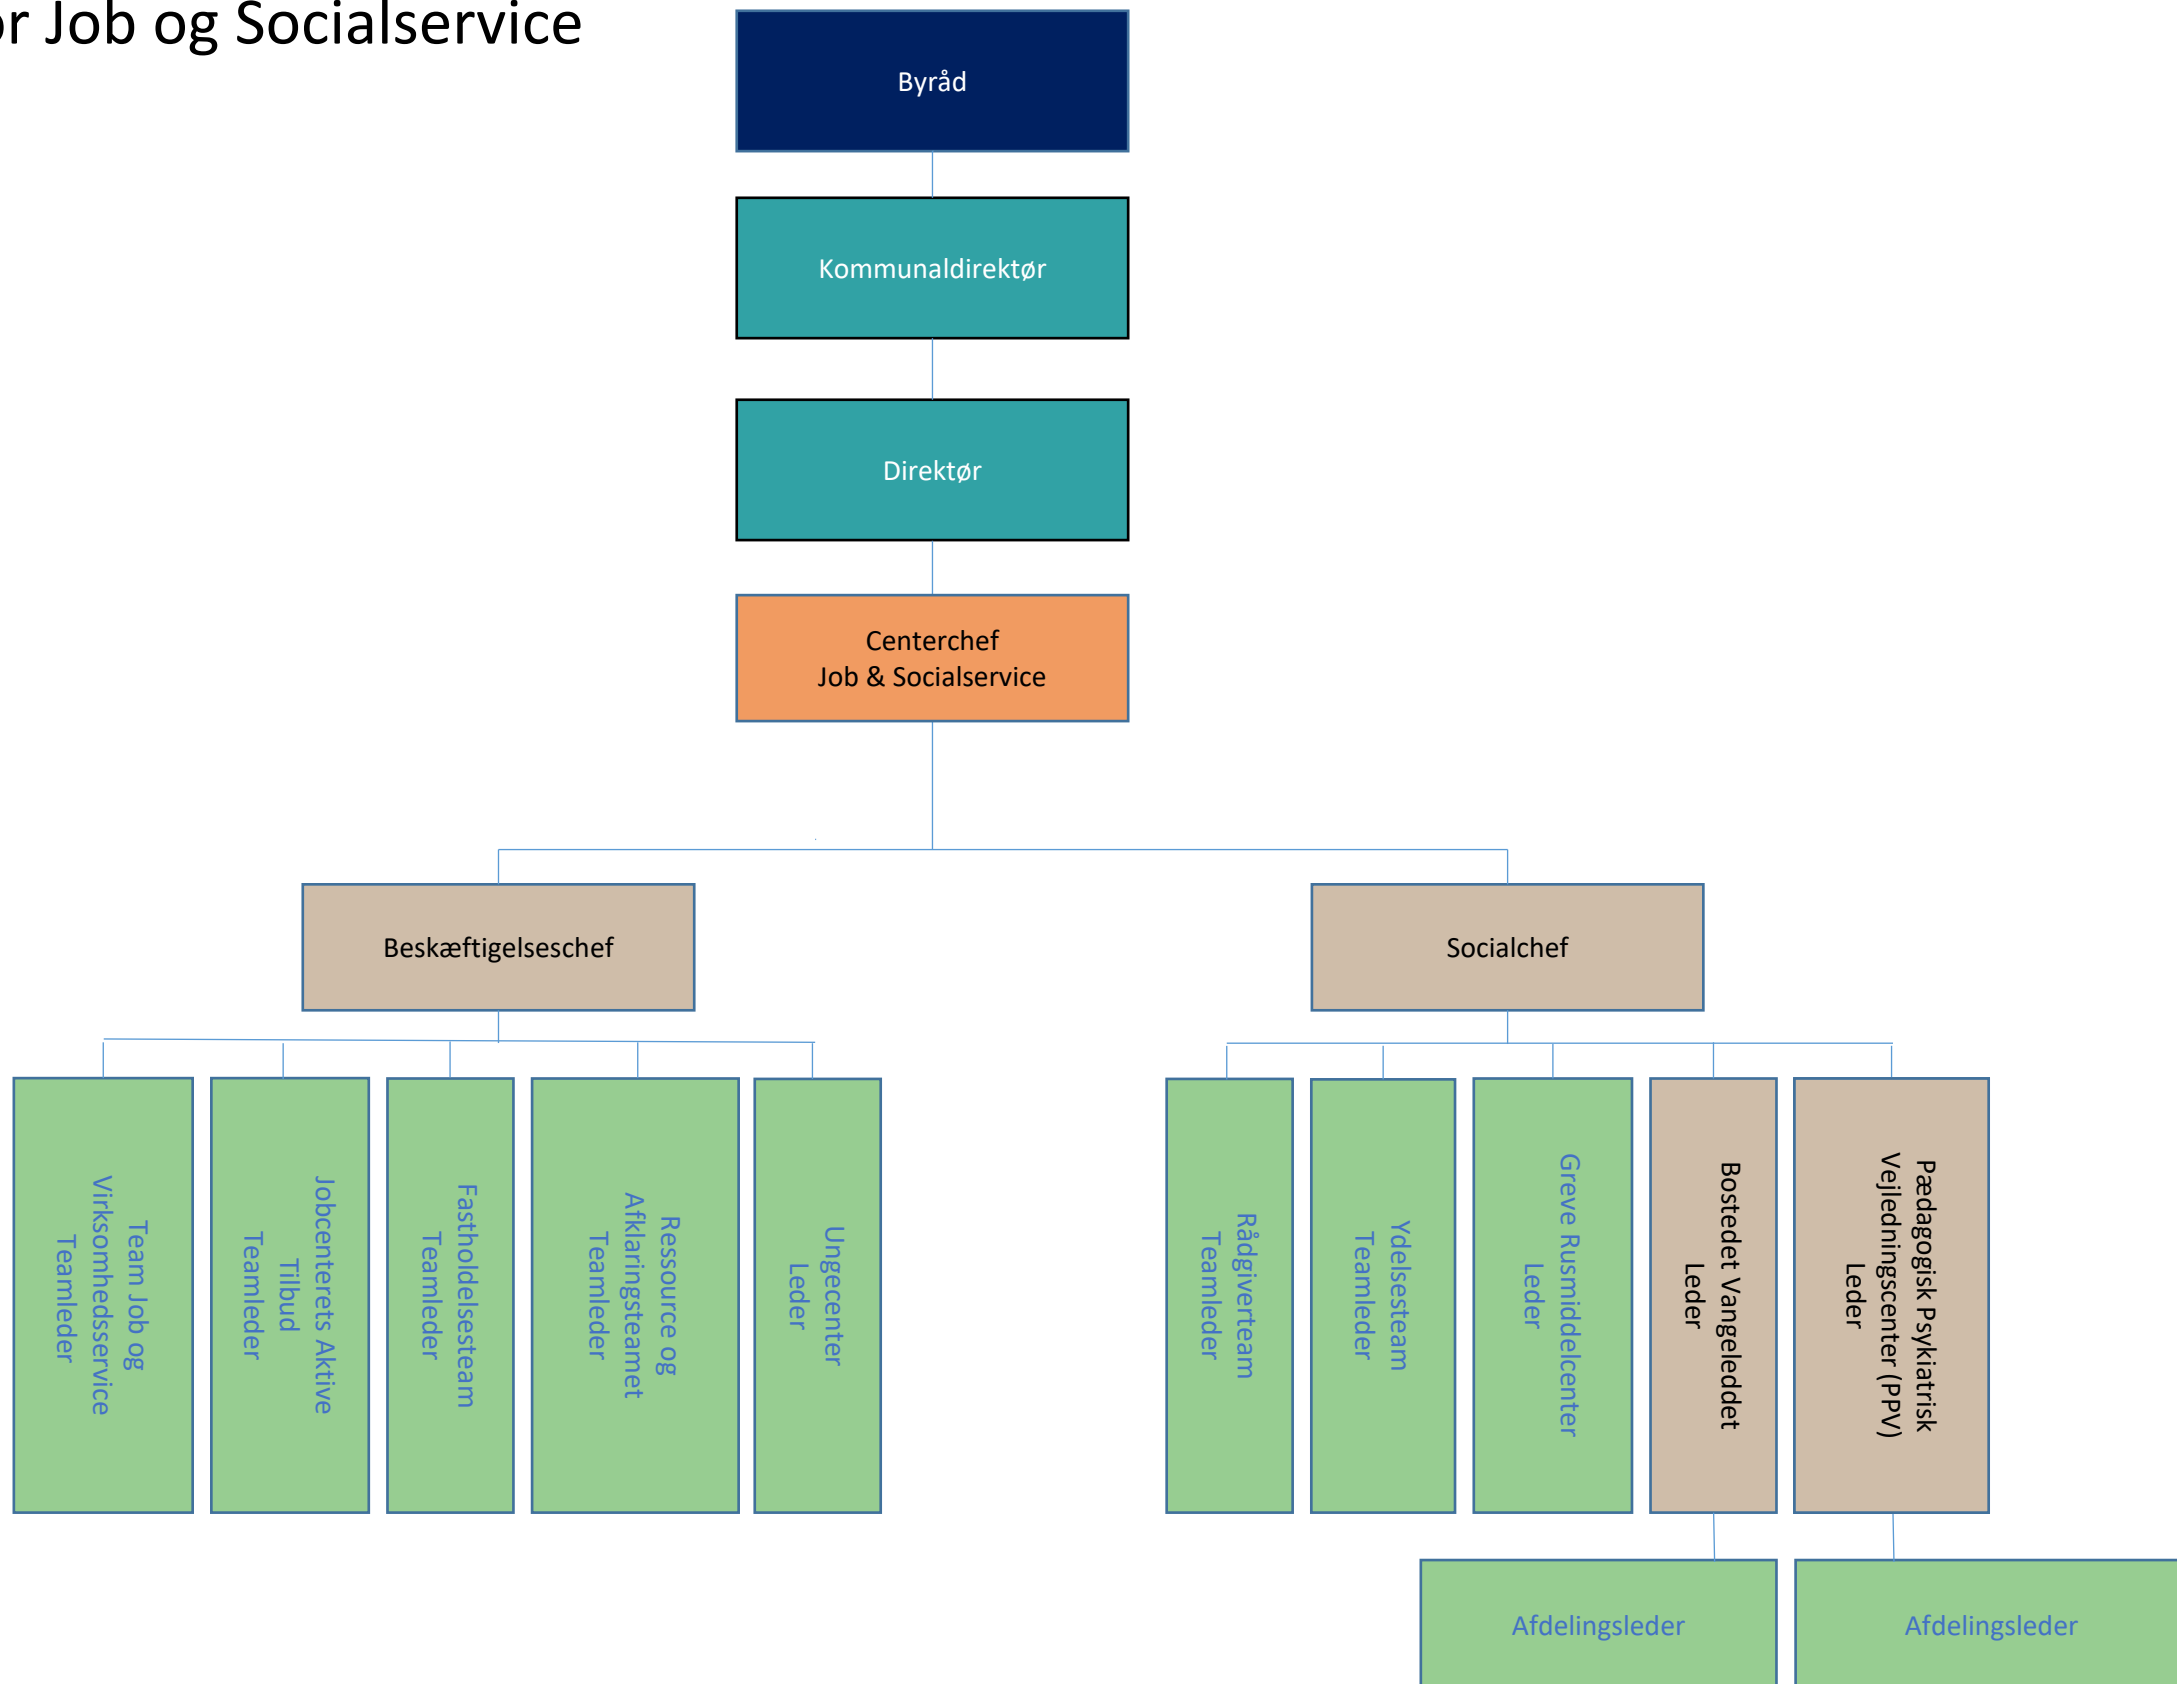 or Job og Socialservice
Byråd
Kommunaldirektør
Direktør
Centerchef
Job & Socialservice
Beskæftigelseschef
Socialchef
Team Job og
Virksomhedsservice
Teamleder
Jobcenterets Aktive
Tilbud
Teamleder
Fastholdelsesteam
Teamleder
Ressource og
Afklaringsteamet
Teamleder
Ungecenter
Leder
Rådgiverteam
Teamleder
Ydelsesteam
Teamleder
Greve Rusmiddelcenter
Leder
Bostedet Vangeleddet
Leder
Pædagogisk Psykiatrisk
Vejledningscenter (PPV)
Leder
Afdelingsleder
Afdelingsleder